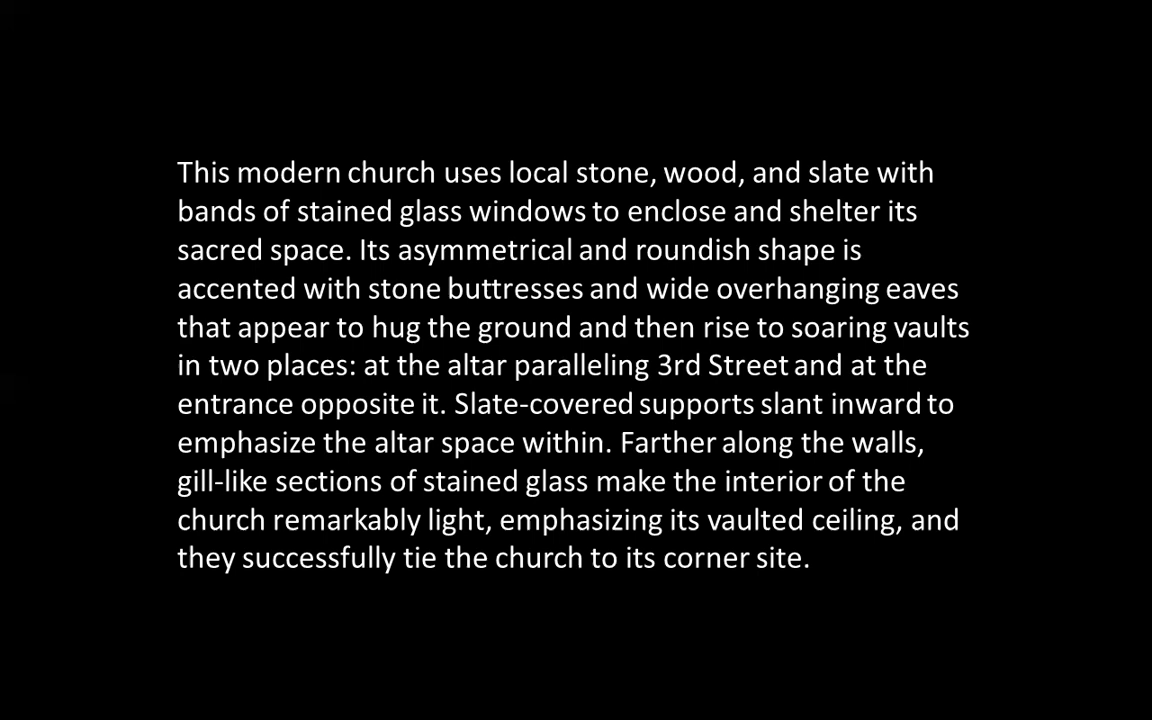 This modern church uses local stone, wood, and slate with
bands of stained glass windows to enclose and shelter its
sacred space. Its asymmetrical and roundish shape is
accented with stone buttresses and wide overhanging eaves
that appear to hug the ground and then rise to soaring vaults
in two places: at the altar paralleling 3rd Street and at the
entrance opposite it. Slate-covered supports slant inward to
emphasize the altar space within. Farther along the walls,
gill-like sections of stained glass make the interior of the
church remarkably light, emphasizing its vaulted ceiling, and
they successfully tie the church to its corner site.